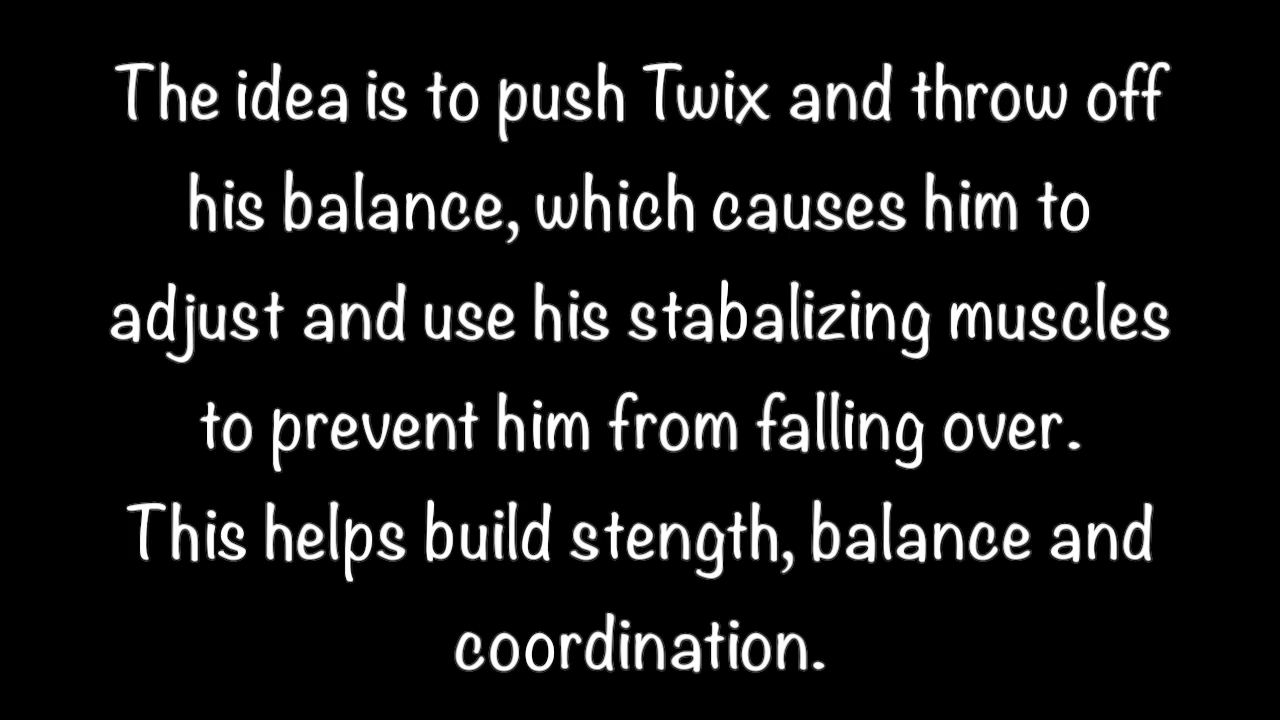 The idea is to push Twix and throw off
his balance, which causes him to
adjust and use his stabalizing muscles
to prevent him from falling over.
This helps build stength, balance and
coordination.